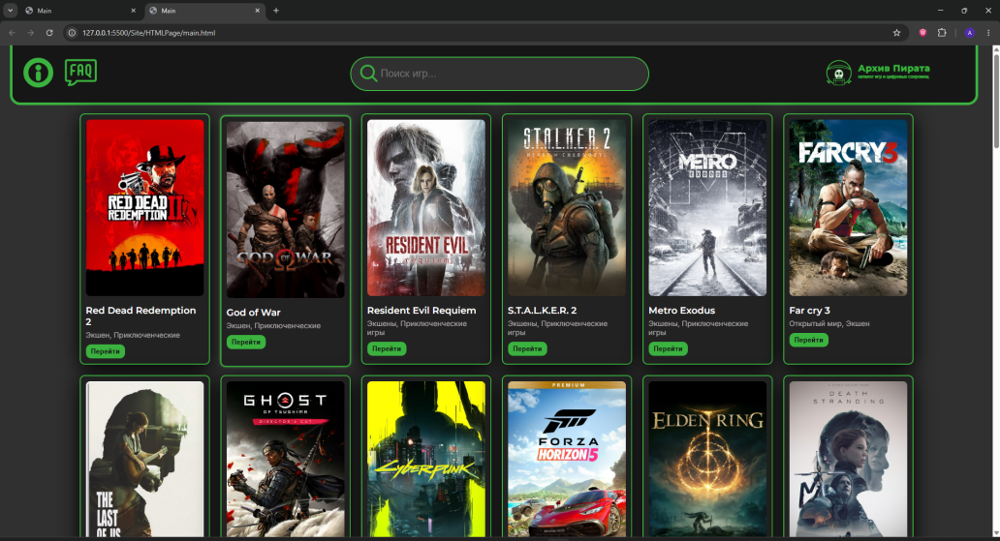 Main
Main
127.0.0.1:5500/Site/HTMLPage/main.html
A
FAQ
Поиск игр...
Архив Пирата
каталог игр и цифровых сокровищ
RED DEAD
REDEMPTION
II
GOD OF WAR
RESIDENT EVIL
requiem
S.T.A.L.K.E.R. 2
METRO
EXODUS
FARCRY3
Red Dead Redemption
2
Экшен, Приключенческие
Перейти
God of War
Экшен, Приключенческие
Перейти
Resident Evil Requiem
Экшены, Приключенческие
игры
Перейти
S.T.A.L.K.E.R. 2
Экшены, Приключенческие
игры
Перейти
Metro Exodus
Экшены, Приключенческие
игры
Перейти
Far cry 3
Открытый мир, Экшен
Перейти
THE
LAST
OF US
GHOST
OF TSUSHIMA
DIRECTOR'S CUT
CYBERPUNK
PREMIUM
FORZA
HORIZON 5
ELDEN RING
DEATH
STRANDING